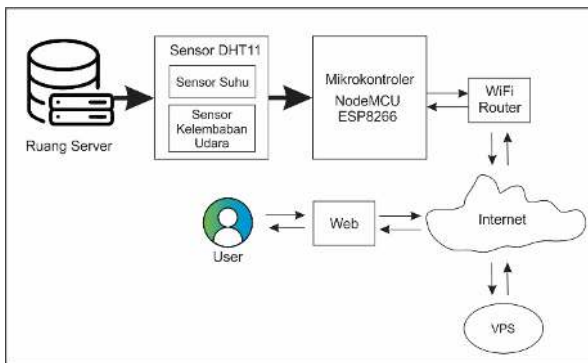 Ruang Server
Sensor DHT11
Sensor Suhu
Sensor
Kelembaban
Udara
Mikrokontroler
NodeMCU
ESP8266
WiFi
Router
Internet
Web
User
VPS